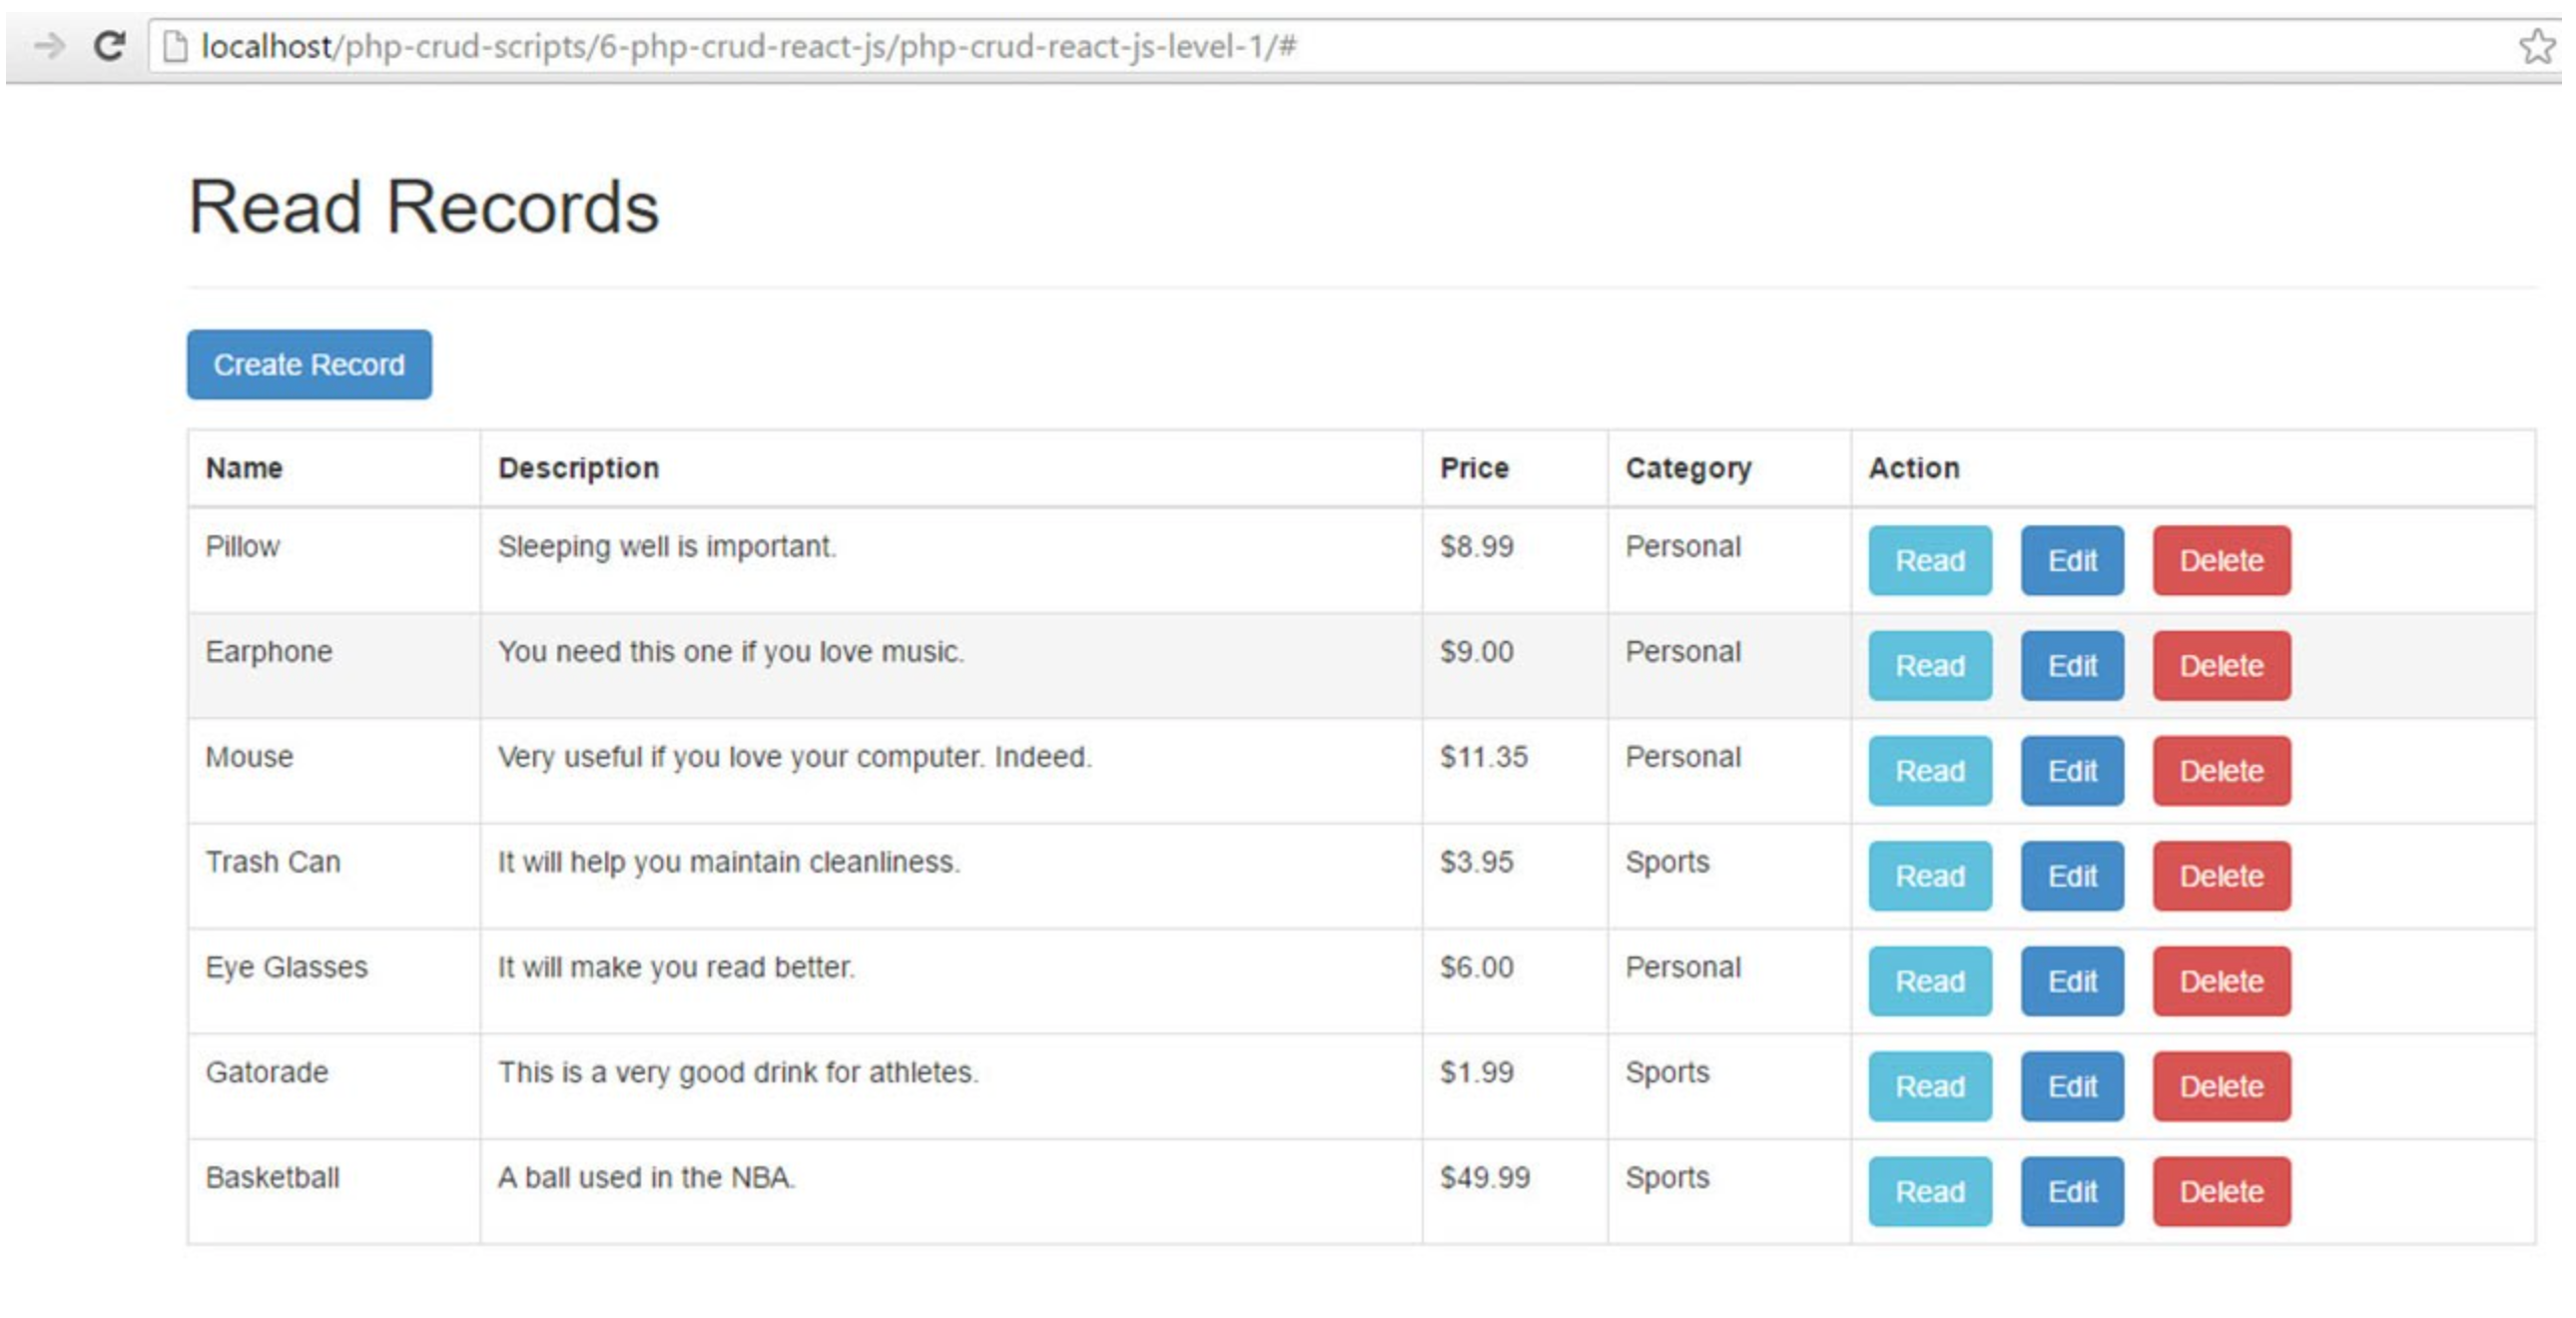 localhost/php-crud-scripts/6-php-crud-react-js/php-crud-react-js-level-1/#
Read Records
Create Record
Name Description Price Category Action
Pillow Sleeping well is important. $8.99 Personal Read Edit Delete
Earphone You need this one if you love music. $9.00 Personal Read Edit Delete
Mouse Very useful if you love your computer. Indeed. $11.35 Personal Read Edit Delete
Trash Can It will help you maintain cleanliness. $3.95 Sports Read Edit Delete
Eye Glasses It will make you read better. $6.00 Personal Read Edit Delete
Gatorade This is a very good drink for athletes. $1.99 Sports Read Edit Delete
Basketball A ball used in the NBA. $49.99 Sports Read Edit Delete